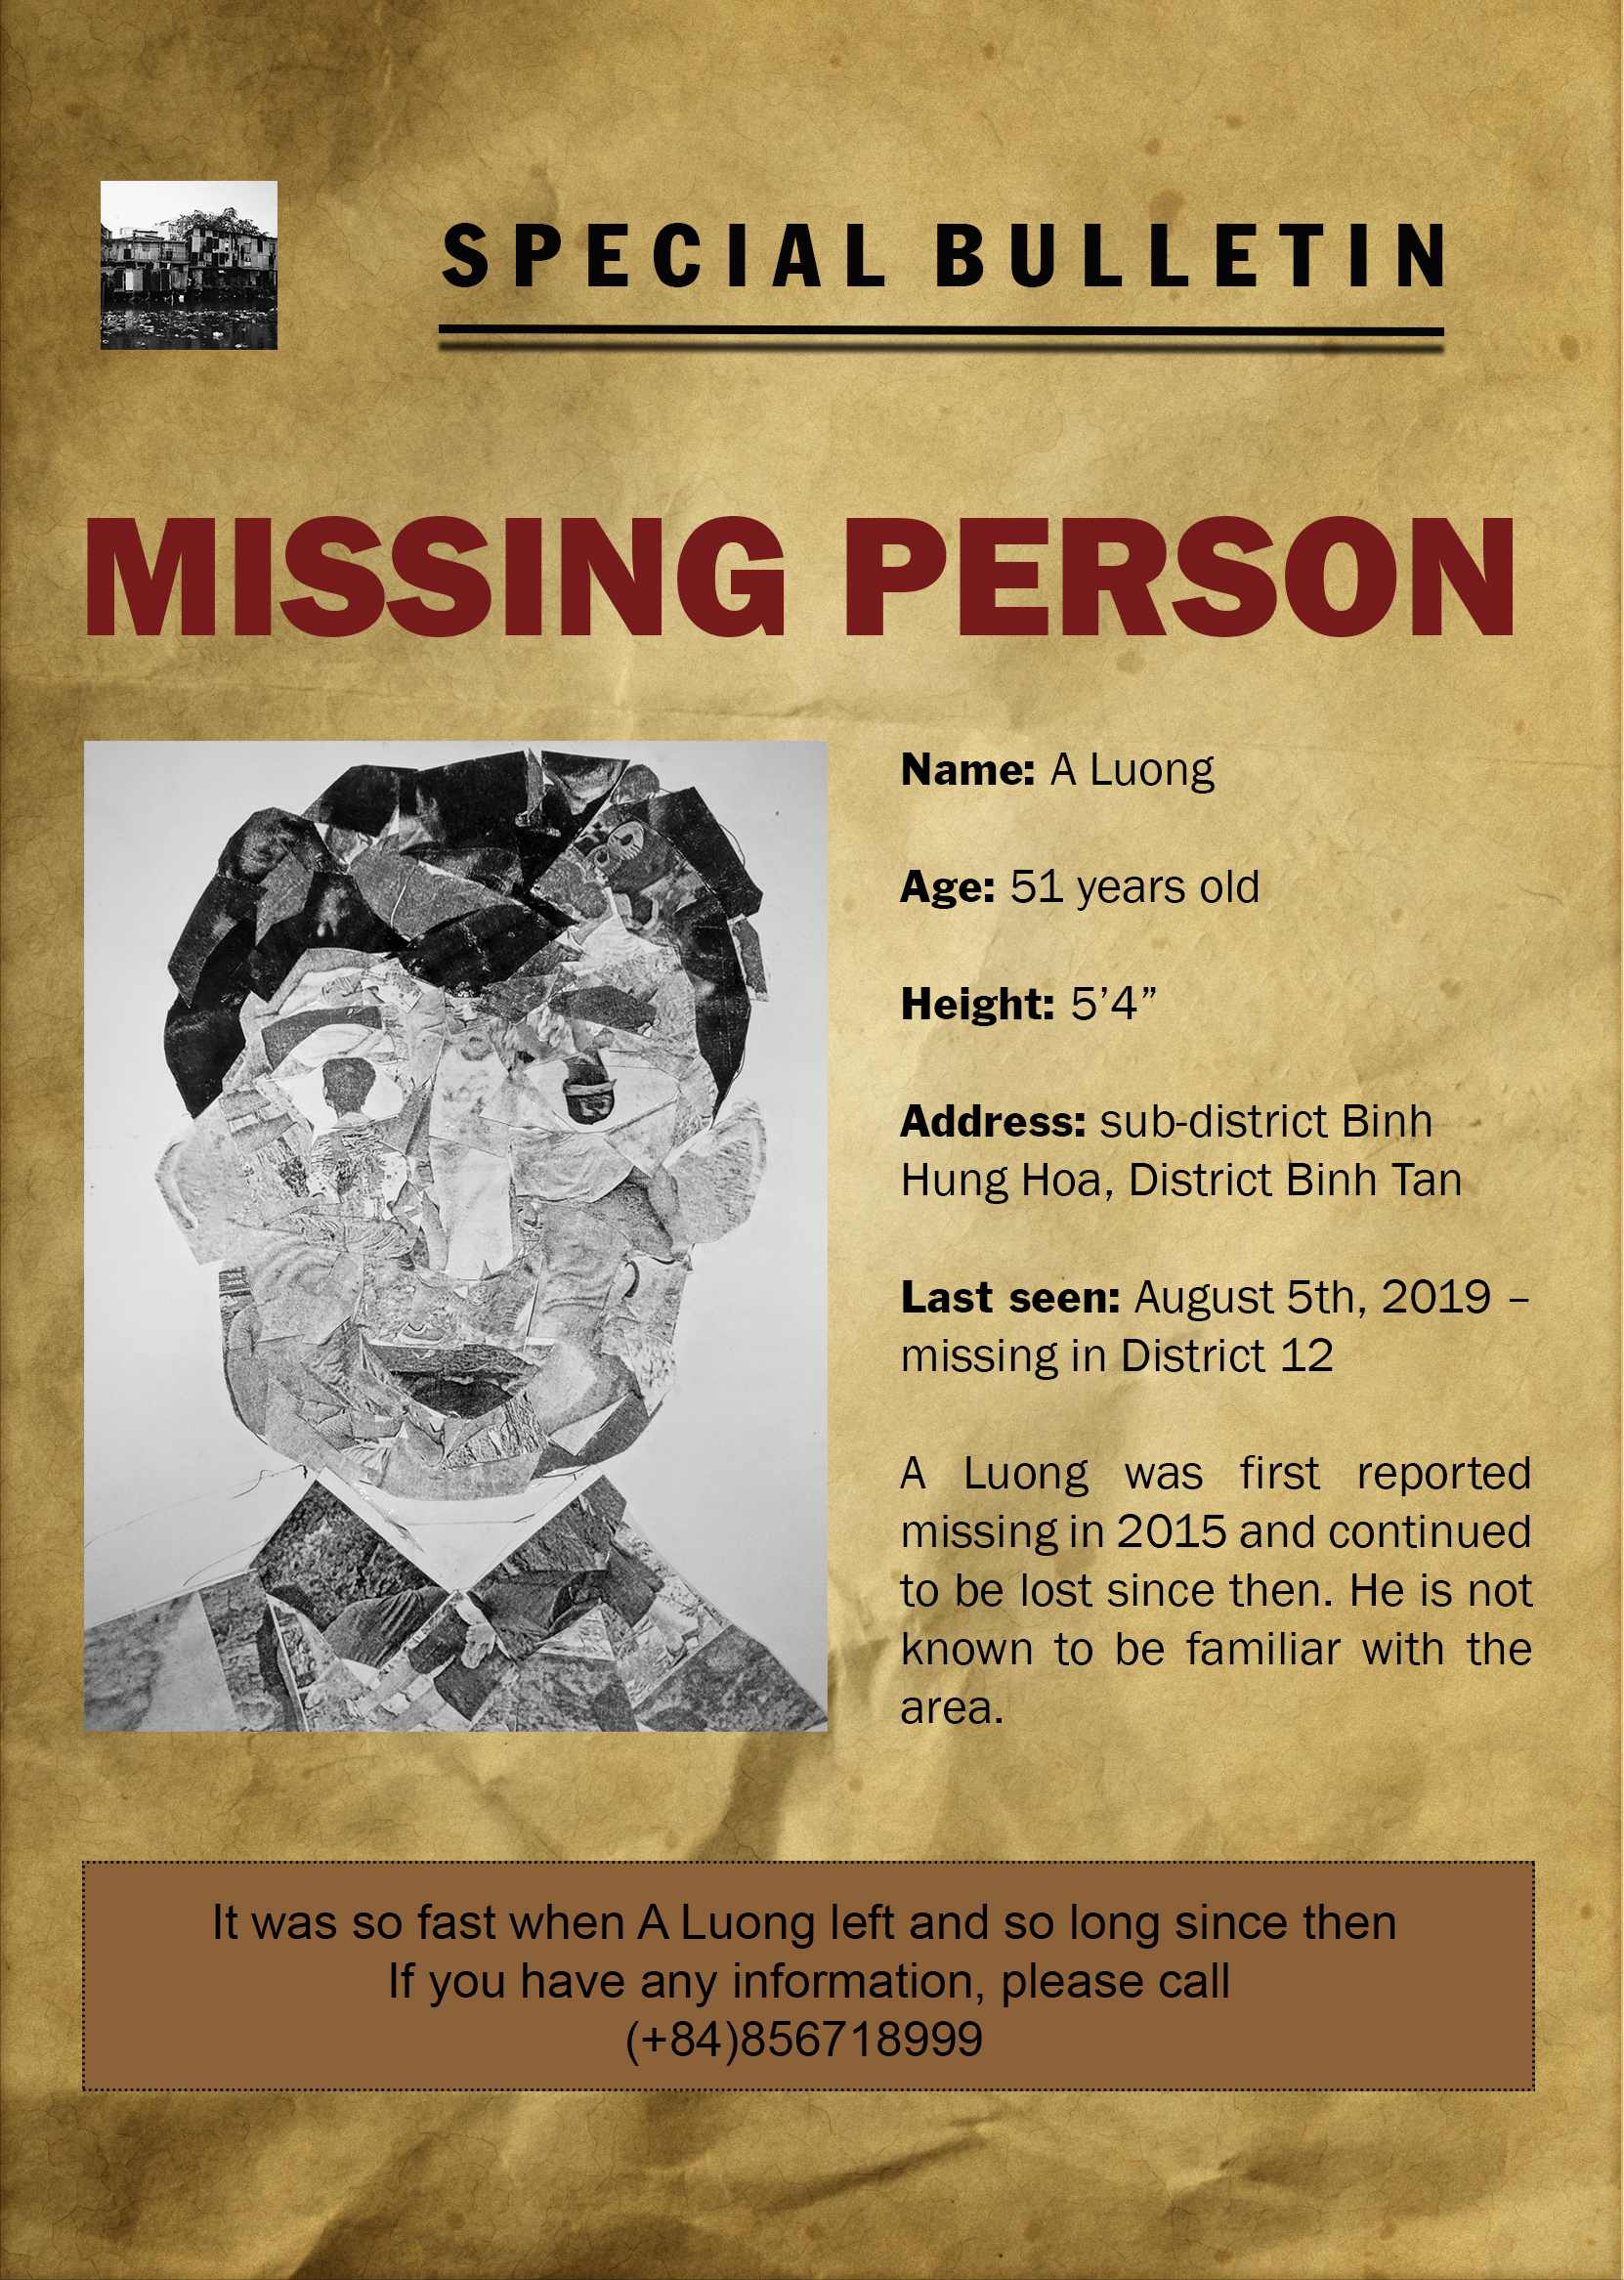 SPECIAL BULLETIN
MISSING PERSON
Name: A Luong
Age: 51 years old
Height: 5’4”
Address: sub-district Binh
Hung Hoa, District Binh Tan
Last seen: August 5th, 2019 –
missing in District 12
A Luong was first reported
missing in 2015 and continued
to be lost since then. He is not
known to be familiar with the
area.
It was so fast when A Luong left and so long since then
If you have any information, please call
(+84)856718999